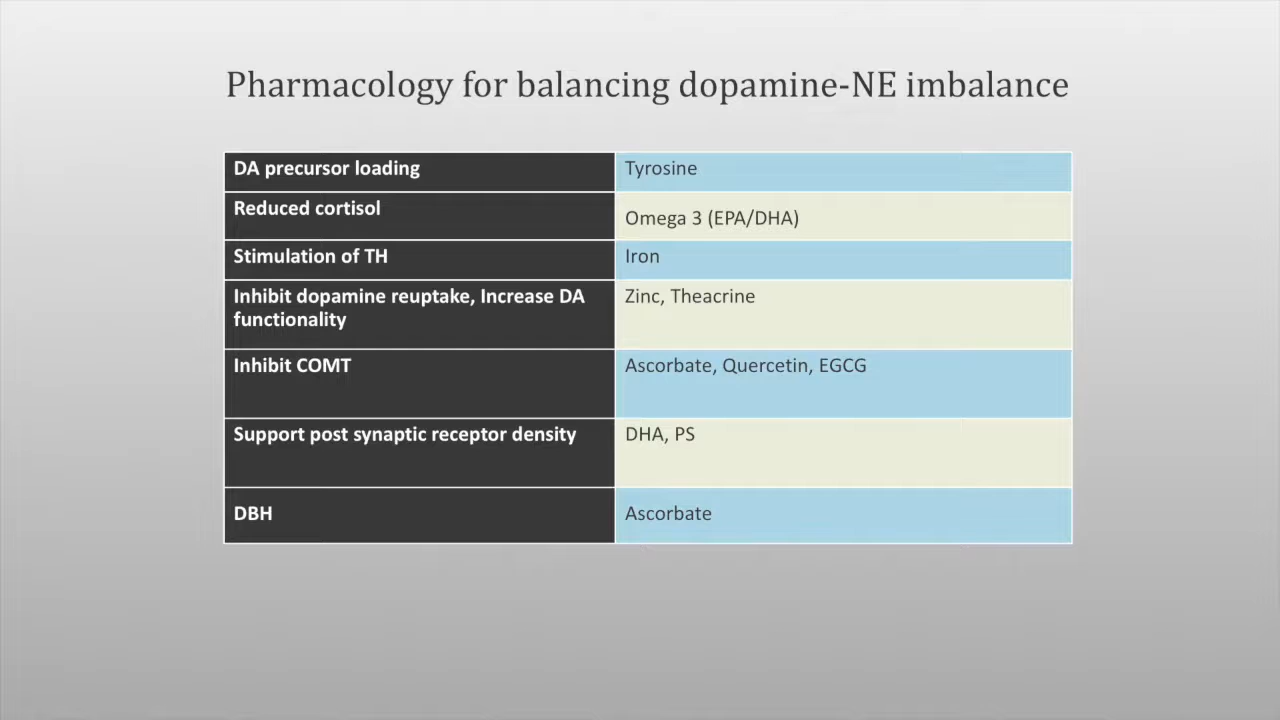 Pharmacology for balancing dopamine-NE imbalance
DA precursor loading
Tyrosine
Reduced cortisol
Omega 3 (EPA/DHA)
Stimulation of TH
Iron
Inhibit dopamine reuptake, Increase DA
functionality
Zinc, Theacrine
Inhibit COMT
Ascorbate, Quercetin, EGCG
Support post synaptic receptor density
DHA, PS
DBH
Ascorbate